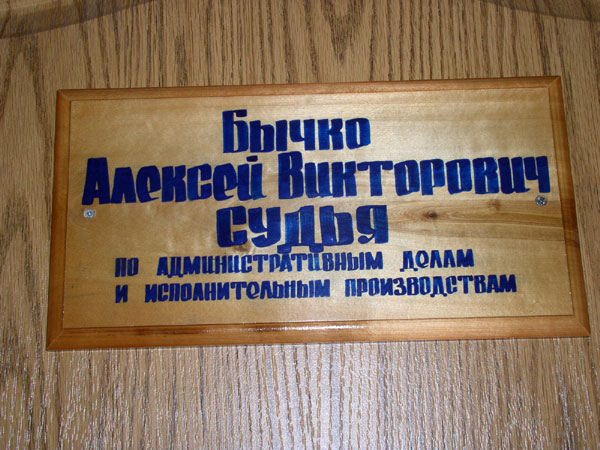 Бычко
Алексей Викторович
судья
по административным делам
и исполнительным производствам